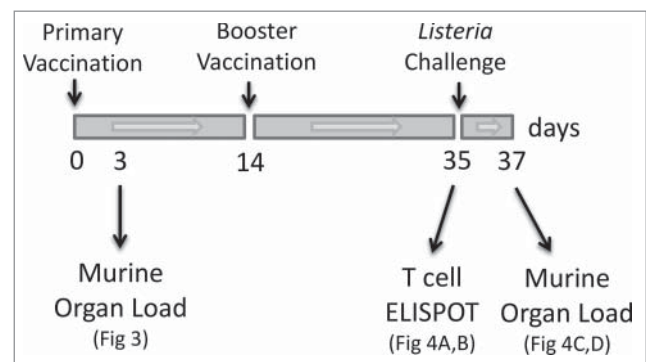 Primary
Vaccination
Booster
Vaccination
Listeria
Challenge
days
0 3 14 35 37
Murine
Organ Load
(Fig 3)
T cell
ELISPOT
(Fig 4A,B)
Murine
Organ Load
(Fig 4C,D)